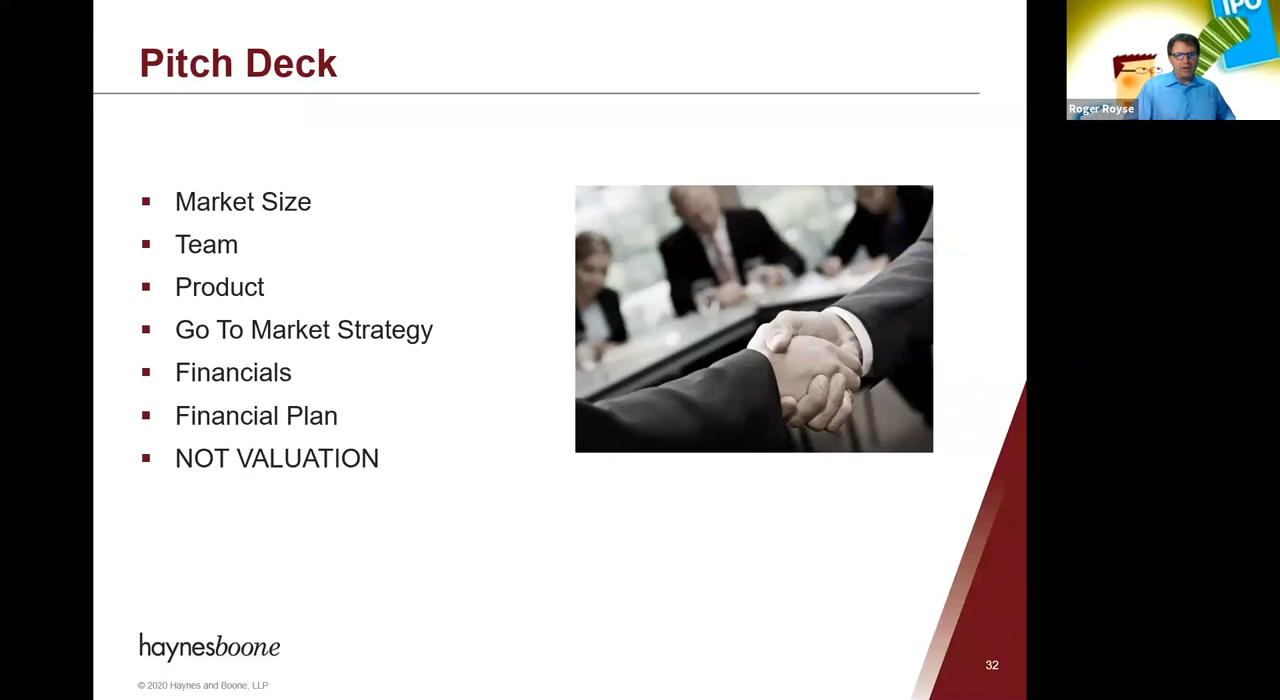 Pitch Deck
Market Size
Team
Product
Go To Market Strategy
Financials
Financial Plan
NOT VALUATION
haynesboone
© 2020 Haynes and Boone, LLP
32
IPO
Roger Royse